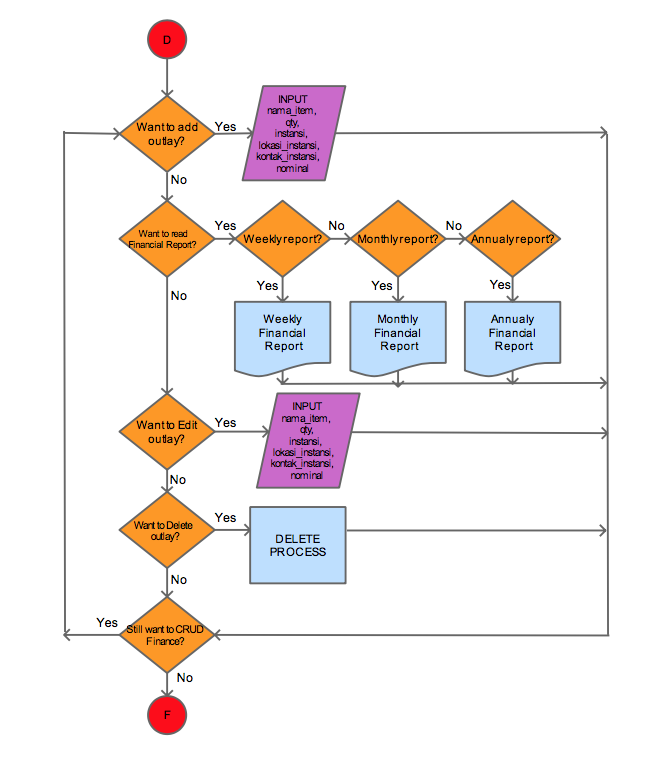 D
Want to add
outlay?
Yes
INPUT
nama_item,
qty,
instansi,
lokasi_instansi,
kontak_instansi,
nominal
No
Want to read
Financial Report?
Yes
Weekly report?
No
Monthly report?
No
Annualy report?
Yes
Yes
Yes
No
Weekly
Financial
Report
Monthly
Financial
Report
Annualy
Financial
Report
Want to Edit
outlay?
Yes
INPUT
nama_item,
qty,
instansi,
lokasi_instansi,
kontak_instansi,
nominal
No
Want to Delete
outlay?
Yes
DELETE
PROCESS
No
Yes
Still want to CRUD
Finance?
No
F